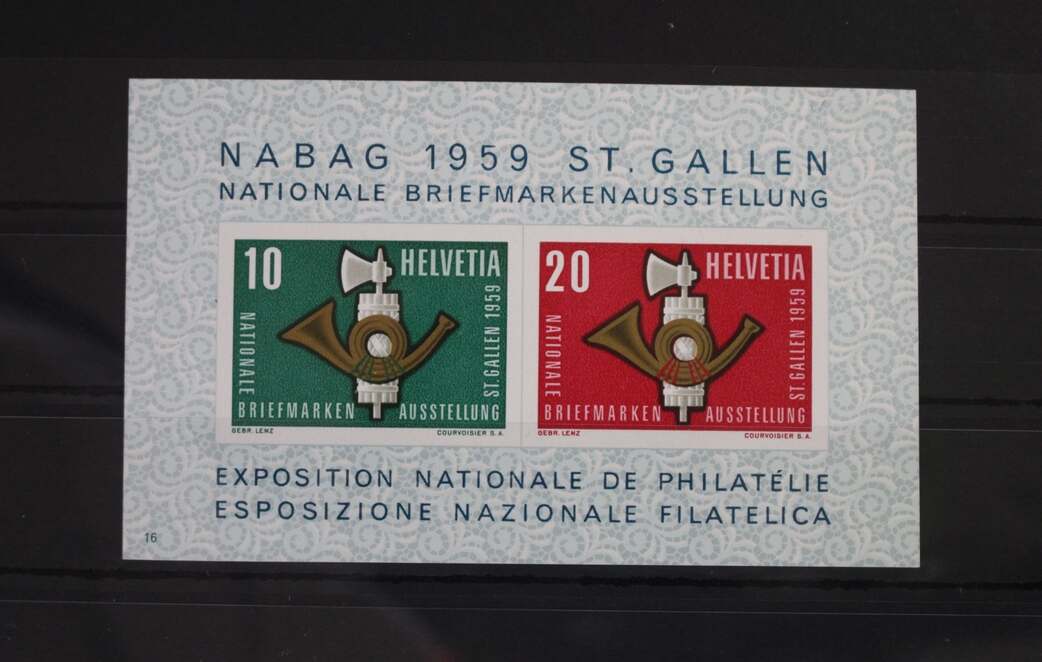 NABAG 1959 ST. GALLEN
NATIONALE BRIEFMARKENAUSSTELLUNG
10 HELVETIA
NATIONALE
BRIEFMARKEN AUSSTELLUNG
ST. GALLEN 1959
GEBR. LENZ COURVOISIER S.A.
20 HELVETIA
NATIONALE
BRIEFMARKEN AUSSTELLUNG
ST. GALLEN 1959
GEBR. LENZ COURVOISIER S.A.
EXPOSITION NATIONALE DE PHILATÉLIE
ESPOSIZIONE NAZIONALE FILATELICA
16